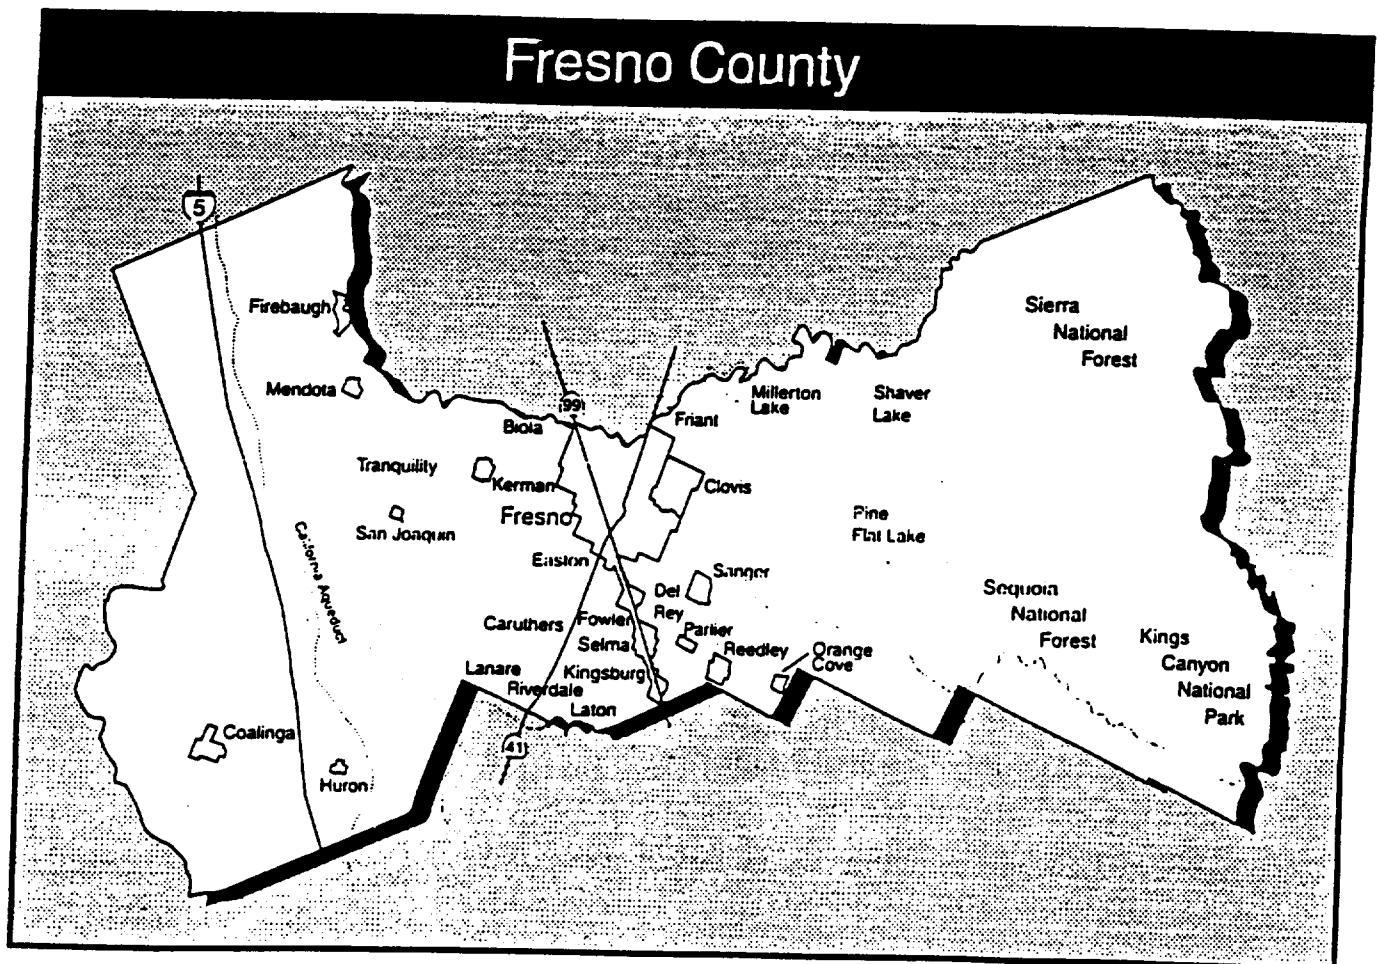 Fresno County
5
Firebaugh
Sierra
National
Forest
Mendota
99
Millerton
Lake
Shaver
Lake
Biola
Friant
Tranquility
Kerman
Clovis
Fresno
San Joaquin
Pine
Flat Lake
California Aqueduct
Easton
Sanger
Del
Rey
Sequoia
National
Forest
Caruthers
Fowler
Parlier
Selma
Reedley
Orange
Cove
Kings
Canyon
National
Park
Lanare
Kingsburg
Riverdale
Laton
Coalinga
41
Huron